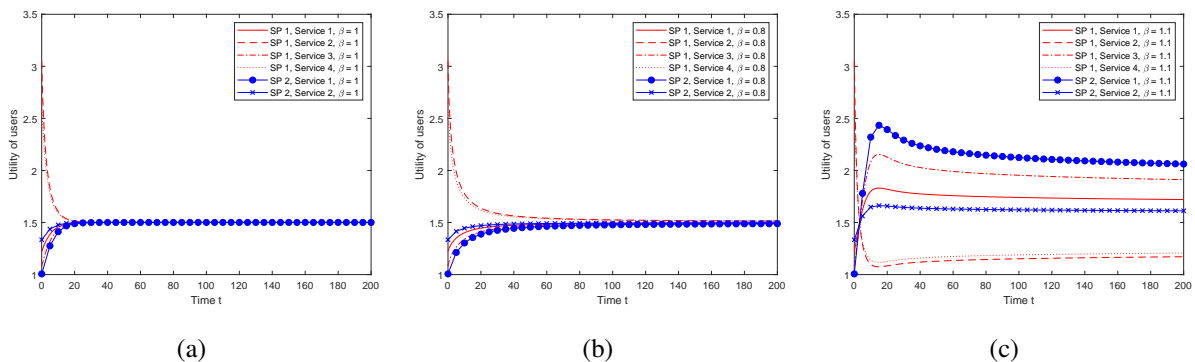 3.5
3
2.5
2
1.5
1
Utility of users
SP 1, Service 1, β = 1
SP 1, Service 2, β = 1
SP 1, Service 3, β = 1
SP 1, Service 4, β = 1
SP 2, Service 1, β = 1
SP 2, Service 2, β = 1
0 20 40 60 80 100 120 140 160 180 200
Time t
(a)
3.5
3
2.5
2
1.5
1
Utility of users
SP 1, Service 1, β = 0.8
SP 1, Service 2, β = 0.8
SP 1, Service 3, β = 0.8
SP 1, Service 4, β = 0.8
SP 2, Service 1, β = 0.8
SP 2, Service 2, β = 0.8
0 20 40 60 80 100 120 140 160 180 200
Time t
(b)
3.5
3
2.5
2
1.5
1
Utility of users
SP 1, Service 1, β = 1.1
SP 1, Service 2, β = 1.1
SP 1, Service 3, β = 1.1
SP 1, Service 4, β = 1.1
SP 2, Service 1, β = 1.1
SP 2, Service 2, β = 1.1
0 20 40 60 80 100 120 140 160 180 200
Time t
(c)